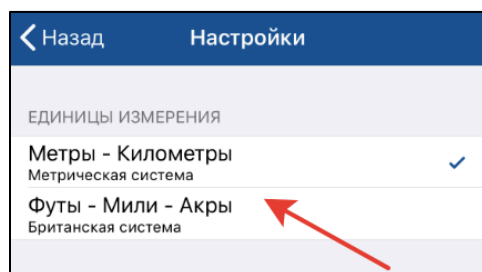 Назад Настройки
ЕДИНИЦЫ ИЗМЕРЕНИЯ
Метры - Километры
Метрическая система
Футы - Мили - Акры
Британская система